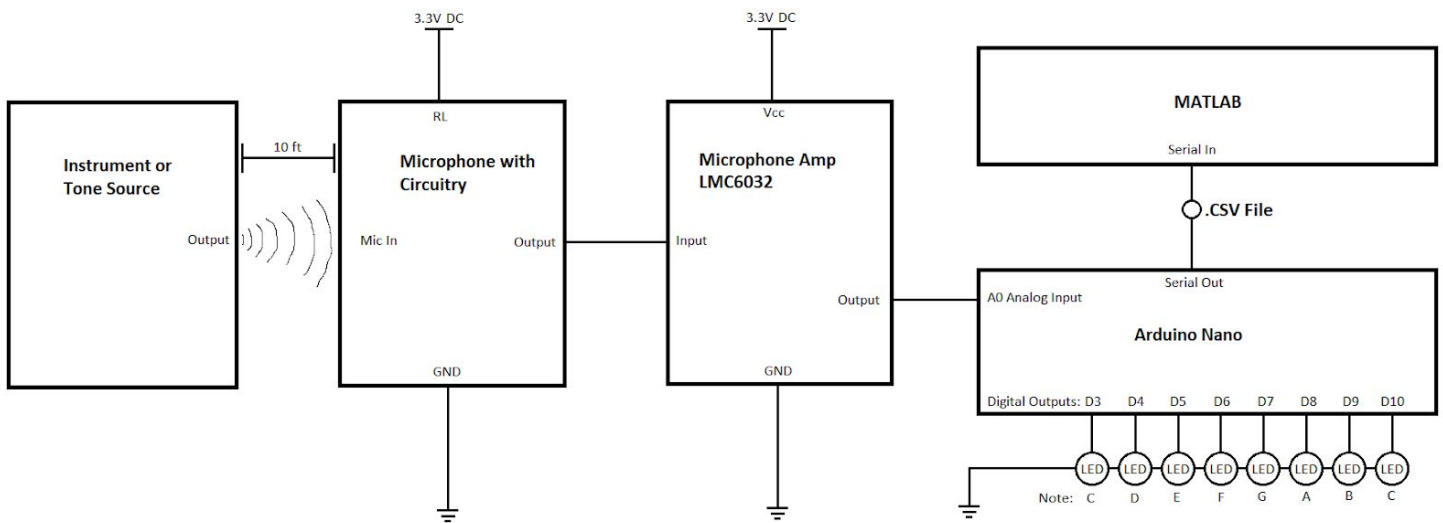 3.3V DC
3.3V DC
Instrument or
Tone Source
Output
10 ft
RL
Microphone with
Circuitry
Mic In
Output
GND
Vcc
Microphone Amp
LMC6032
Input
Output
GND
MATLAB
Serial In
.CSV File
Serial Out
A0 Analog Input
Arduino Nano
Digital Outputs: D3 D4 D5 D6 D7 D8 D9 D10
LED LED LED LED LED LED LED LED
Note: C D E F G A B C